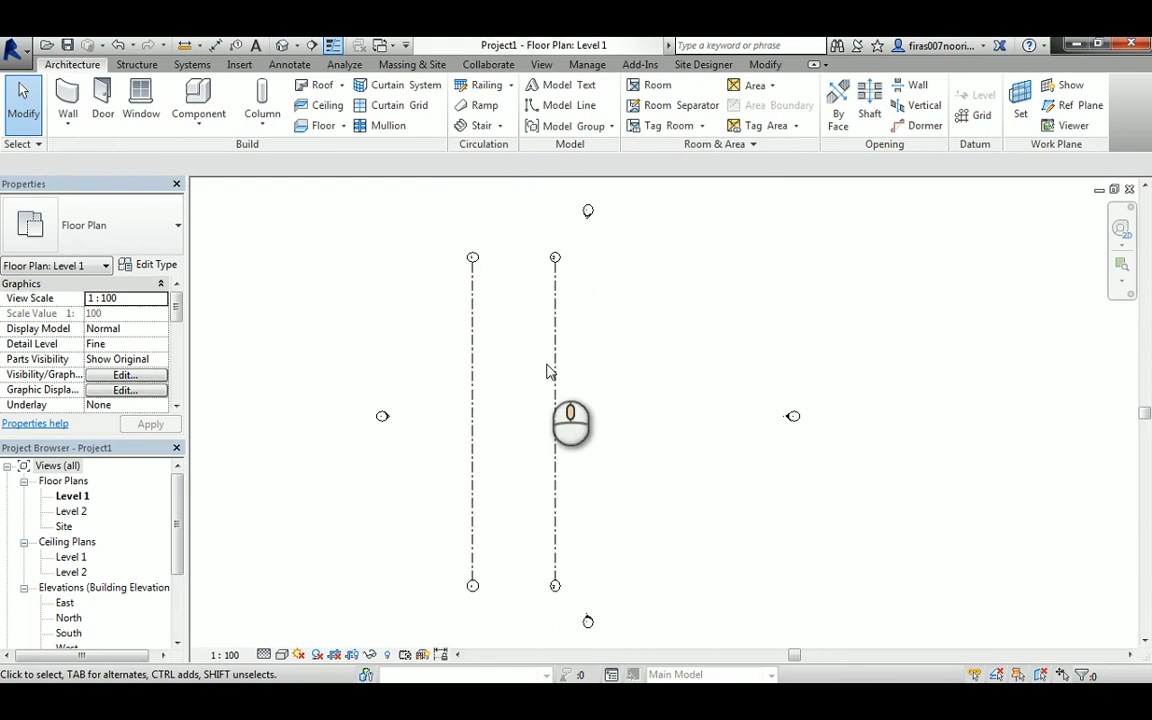 Project1 - Floor Plan: Level 1
Type a keyword or phrase
firas007noori...
Architecture Structure Systems Insert Annotate Analyze Massing & Site Collaborate View Manage Add-Ins Site Designer Modify
Modify Wall Door Window Component Column
Roof Curtain System
Ceiling Curtain Grid
Floor Mullion
Railing Model Text Room Area
Ramp Model Line Room Separator Area Boundary
Stair Model Group Tag Room Tag Area
By Face Shaft
Wall
Vertical
Dormer
Level
Grid
Set
Show
Ref Plane
Viewer
Select Build Circulation Model Room & Area Opening Datum Work Plane
Properties
Floor Plan
Floor Plan: Level 1 Edit Type
Graphics
View Scale 1 : 100
Scale Value 1: 100
Display Model Normal
Detail Level Fine
Parts Visibility Show Original
Visibility/Graph... Edit...
Graphic Displa... Edit...
Underlay None
Properties help Apply
Project Browser - Project1
Views (all)
Floor Plans
Level 1
Level 2
Site
Ceiling Plans
Level 1
Level 2
Elevations (Building Elevation
East
North
South
West
2D
1 : 100
Click to select, TAB for alternates, CTRL adds, SHIFT unselects.
:0
Main Model
:0